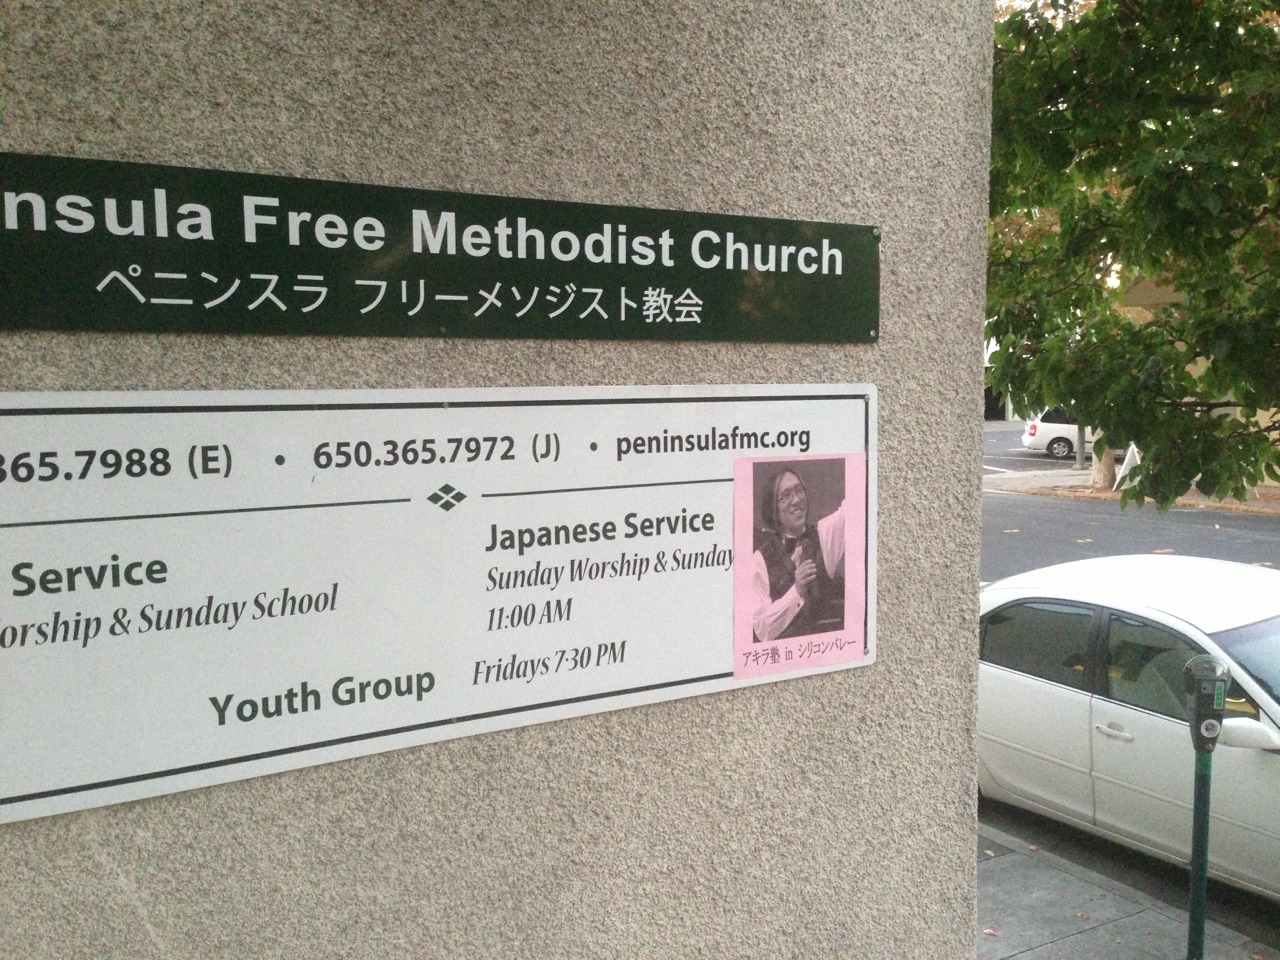 nsula Free Methodist Church
ペニンスラ フリーメソジスト教会
365.7988 (E) • 650.365.7972 (J) • peninsulafmc.org
Service
orship & Sunday School
Japanese Service
Sunday Worship & Sunday
11:00 AM
Youth Group Fridays 7:30 PM
アキラ塾 in シリコンバレー